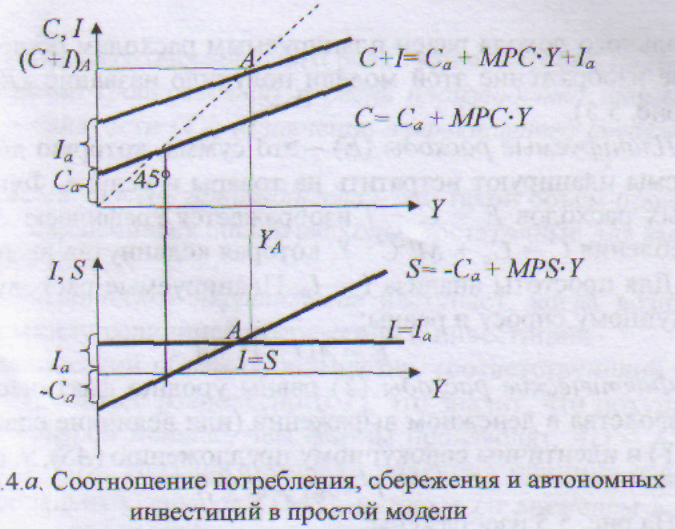 C, I
(C+I)A
A
C+I=Ca + MPC·Y+Ia
C= Ca + MPC·Y
Ia
Ca
45°
Y
YA
I, S
S= -Ca + MPS·Y
A
I=Ia
I=S
Ia
-Ca
Y
.4.а. Соотношение потребления, сбережения и автономных
инвестиций в простой модели